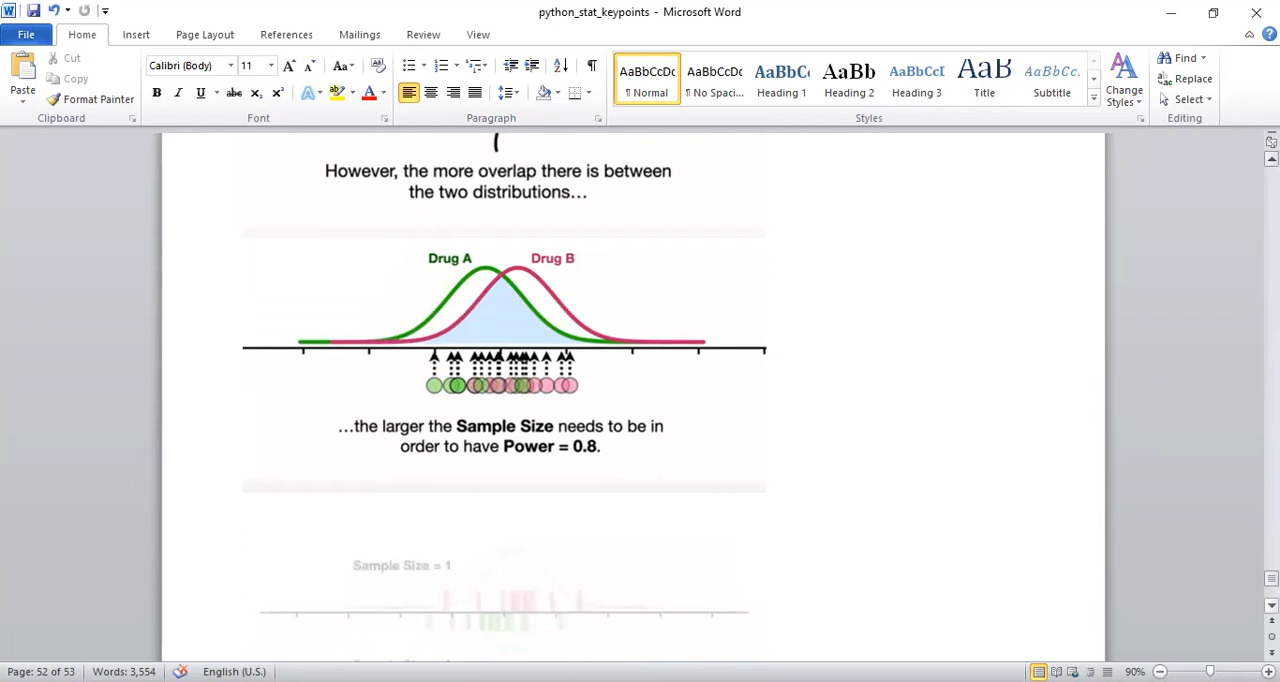 python_stat_keypoints - Microsoft Word
File Home Insert Page Layout References Mailings Review View
Paste
Cut
Copy
Format Painter
Clipboard
Calibri (Body) 11
Font
Paragraph
AaBbCcDc AaBbCcDc AaBbCc AaBb AaBbCcI AaB AaBbCc.
¶ Normal ¶ No Spaci... Heading 1 Heading 2 Heading 3 Title Subtitle
Change
Styles
Styles
Find
Replace
Select
Editing
However, the more overlap there is between
the two distributions...
Drug A Drug B
...the larger the Sample Size needs to be in
order to have Power = 0.8.
Sample Size = 1
Page: 52 of 53 Words: 3,554 English (U.S.) 90%